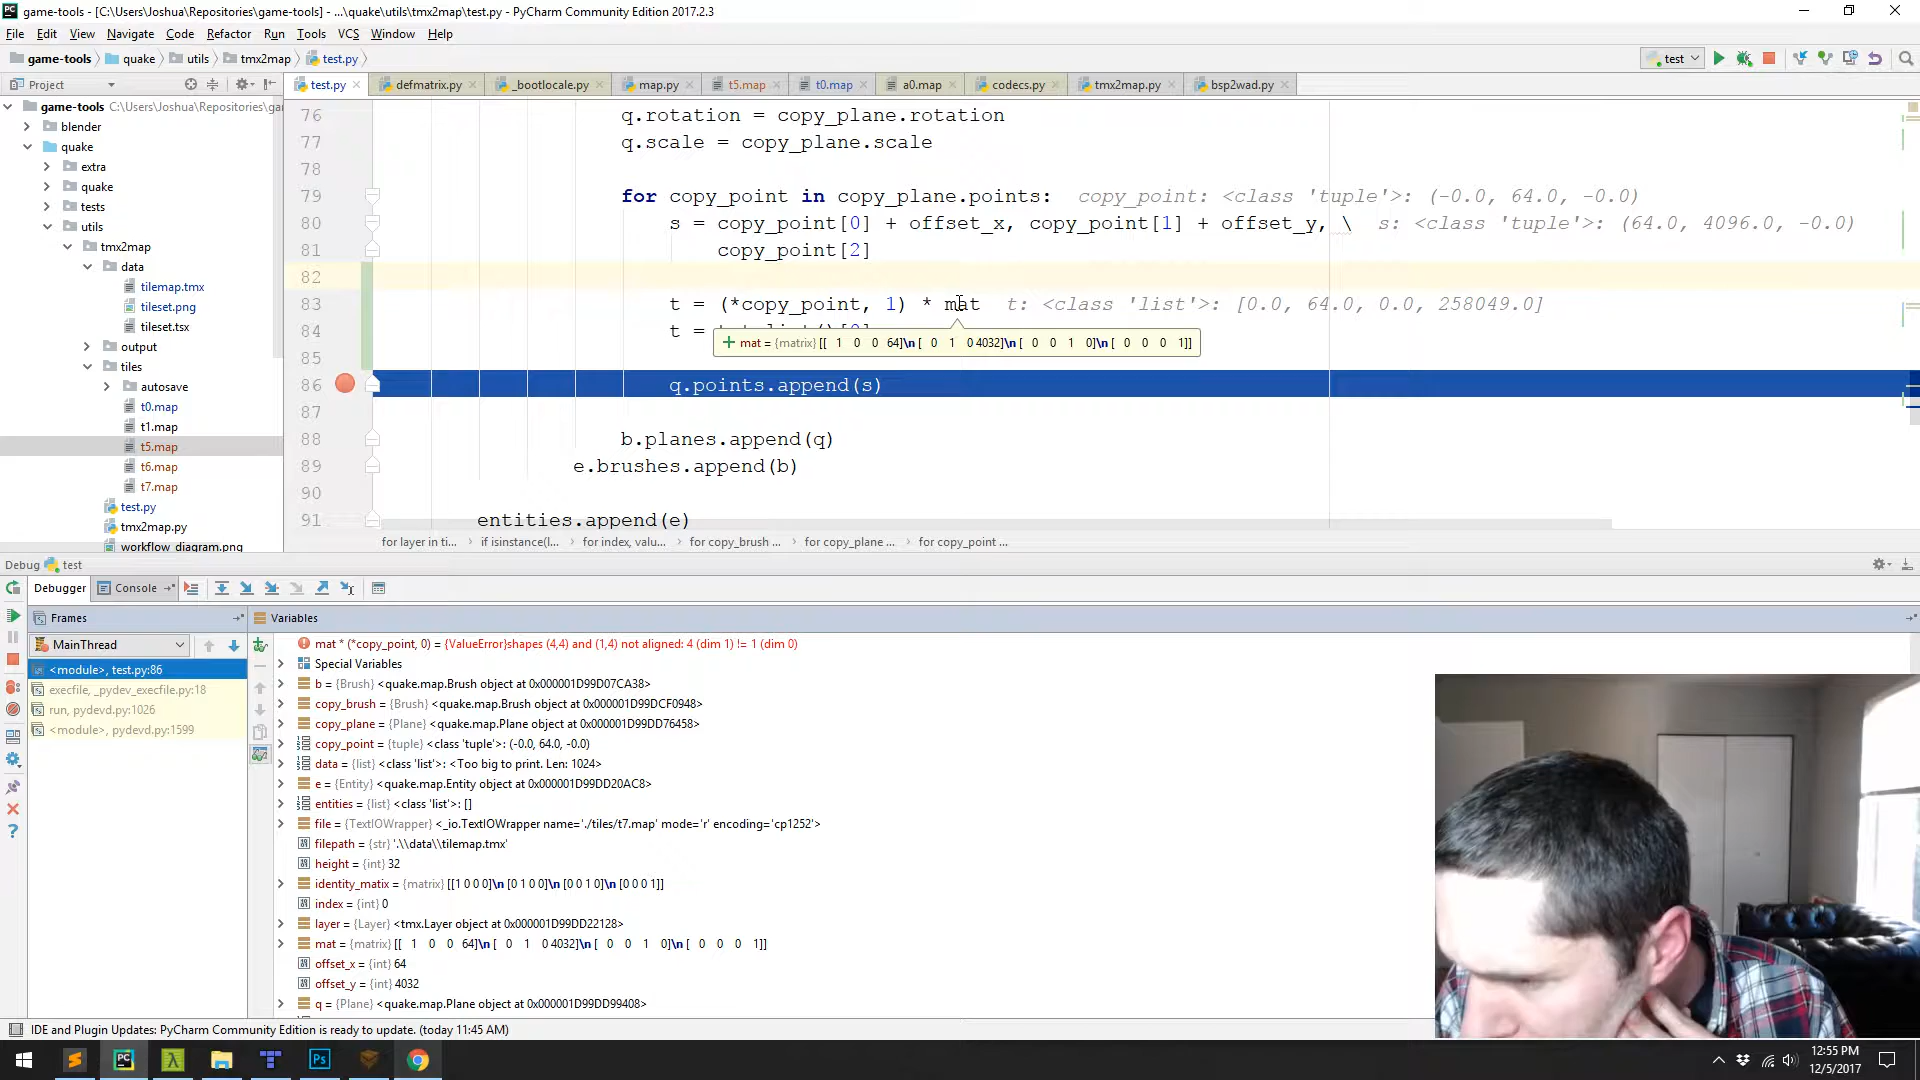 game-tools - [C:\Users\Joshua\Repositories\game-tools] - ...\quake\utils\tmx2map\test.py - PyCharm Community Edition 2017.2.3
File Edit View Navigate Code Refactor Run Tools VCS Window Help
game-tools quake utils tmx2map test.py
test
Project
test.py defmatrix.py _bootlocale.py map.py t5.map t0.map a0.map codecs.py tmx2map.py bsp2wad.py
game-tools C:\Users\Joshua\Repositories\ga
blender
quake
extra
quake
tests
utils
tmx2map
data
tilemap.tmx
tileset.png
tileset.tsx
output
tiles
autosave
t0.map
t1.map
t5.map
t6.map
t7.map
test.py
tmx2map.py
workflow_diagram.png
76 q.rotation = copy_plane.rotation
77 q.scale = copy_plane.scale
78
79 for copy_point in copy_plane.points: copy_point: <class 'tuple'>: (-0.0, 64.0, -0.0)
80 s = copy_point[0] + offset_x, copy_point[1] + offset_y, \ s: <class 'tuple'>: (64.0, 4096.0, -0.0)
81 copy_point[2]
82
83 t = (*copy_point, 1) * mat t: <class 'list'>: [0.0, 64.0, 0.0, 258049.0]
84 t =
mat = {matrix} [[ 1 0 0 64]\n [ 0 1 0 4032]\n [ 0 0 1 0]\n [ 0 0 0 1]]
85
86 q.points.append(s)
87
88 b.planes.append(q)
89 e.brushes.append(b)
90
91 entities.append(e)
for layer in ti... if isinstance(l... for index, valu... for copy_brush ... for copy_plane ... for copy_point ...
Debug test
Debugger Console
Frames
MainThread
<module>, test.py:86
execfile, _pydev_execfile.py:18
run, pydevd.py:1026
<module>, pydevd.py:1599
Variables
mat * (*copy_point, 0) = {ValueError}shapes (4,4) and (1,4) not aligned: 4 (dim 1) != 1 (dim 0)
Special Variables
b = {Brush} <quake.map.Brush object at 0x000001D99D07CA38>
copy_brush = {Brush} <quake.map.Brush object at 0x000001D99DCF0948>
copy_plane = {Plane} <quake.map.Plane object at 0x000001D99DD76458>
copy_point = {tuple} <class 'tuple'>: (-0.0, 64.0, -0.0)
data = {list} <class 'list'>: <Too big to print. Len: 1024>
e = {Entity} <quake.map.Entity object at 0x000001D99DD20AC8>
entities = {list} <class 'list'>: []
file = {TextIOWrapper} <_io.TextIOWrapper name='./tiles/t7.map' mode='r' encoding='cp1252'>
filepath = {str} '.\\data\\tilemap.tmx'
height = {int} 32
identity_matix = {matrix} [[1 0 0 0]\n [0 1 0 0]\n [0 0 1 0]\n [0 0 0 1]]
index = {int} 0
layer = {Layer} <tmx.Layer object at 0x000001D99DD22128>
mat = {matrix} [[ 1 0 0 64]\n [ 0 1 0 4032]\n [ 0 0 1 0]\n [ 0 0 0 1]]
offset_x = {int} 64
offset_y = {int} 4032
q = {Plane} <quake.map.Plane object at 0x000001D99DD99408>
IDE and Plugin Updates: PyCharm Community Edition is ready to update. (today 11:45 AM)
12:55 PM
12/5/2017